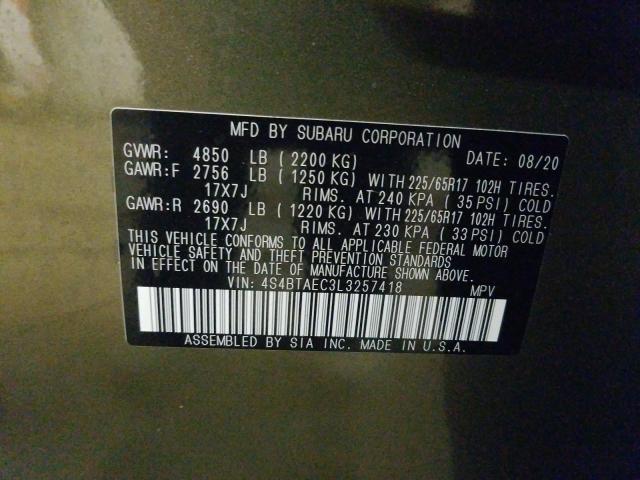 MFD BY SUBARU CORPORATION
GVWR: 4850 LB ( 2200 KG) DATE: 08/20
GAWR:F 2756 LB ( 1250 KG) WITH 225/65R17 102H TIRES.
17X7J RIMS. AT 240 KPA ( 35 PSI) COLD
GAWR:R 2690 LB ( 1220 KG) WITH 225/65R17 102H TIRES.
17X7J RIMS. AT 230 KPA ( 33 PSI) COLD
THIS VEHICLE CONFORMS TO ALL APPLICABLE FEDERAL MOTOR
VEHICLE SAFETY AND THEFT PREVENTION STANDARDS
IN EFFECT ON THE DATE OF MANUFACTURE SHOWN ABOVE.
VIN: 4S4BTAEC3L3257418 MPV
ASSEMBLED BY SIA INC. MADE IN U.S.A.